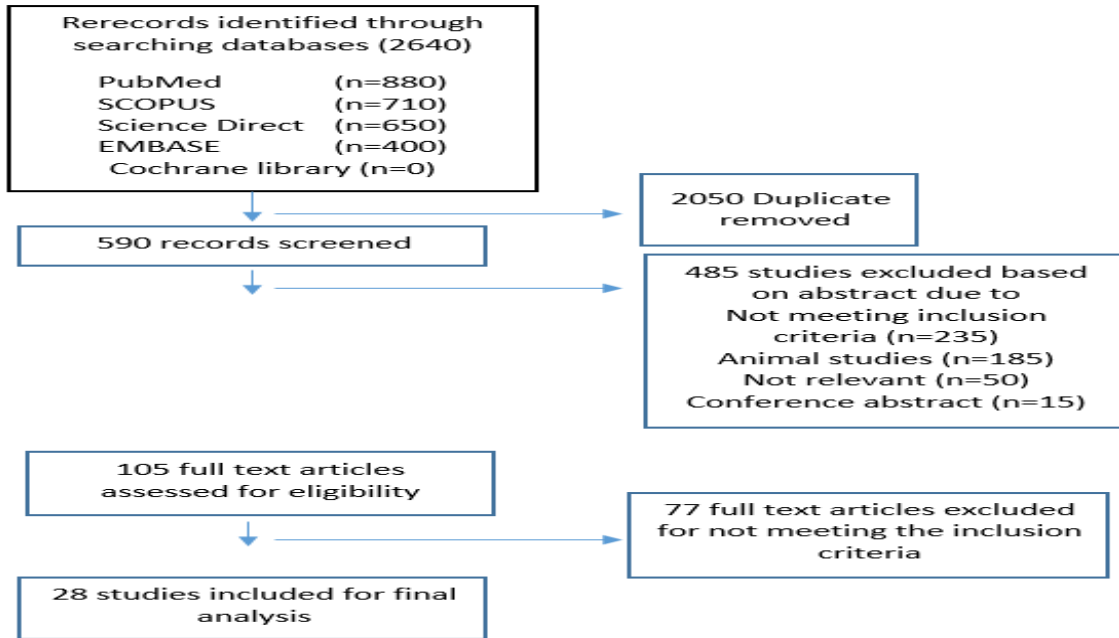 Rerecords identified through
searching databases (2640)
PubMed (n=880)
SCOPUS (n=710)
Science Direct (n=650)
EMBASE (n=400)
Cochrane library (n=0)
2050 Duplicate
removed
590 records screened
485 studies excluded based
on abstract due to
Not meeting inclusion
criteria (n=235)
Animal studies (n=185)
Not relevant (n=50)
Conference abstract (n=15)
105 full text articles
assessed for eligibility
77 full text articles excluded
for not meeting the inclusion
criteria
28 studies included for final
analysis